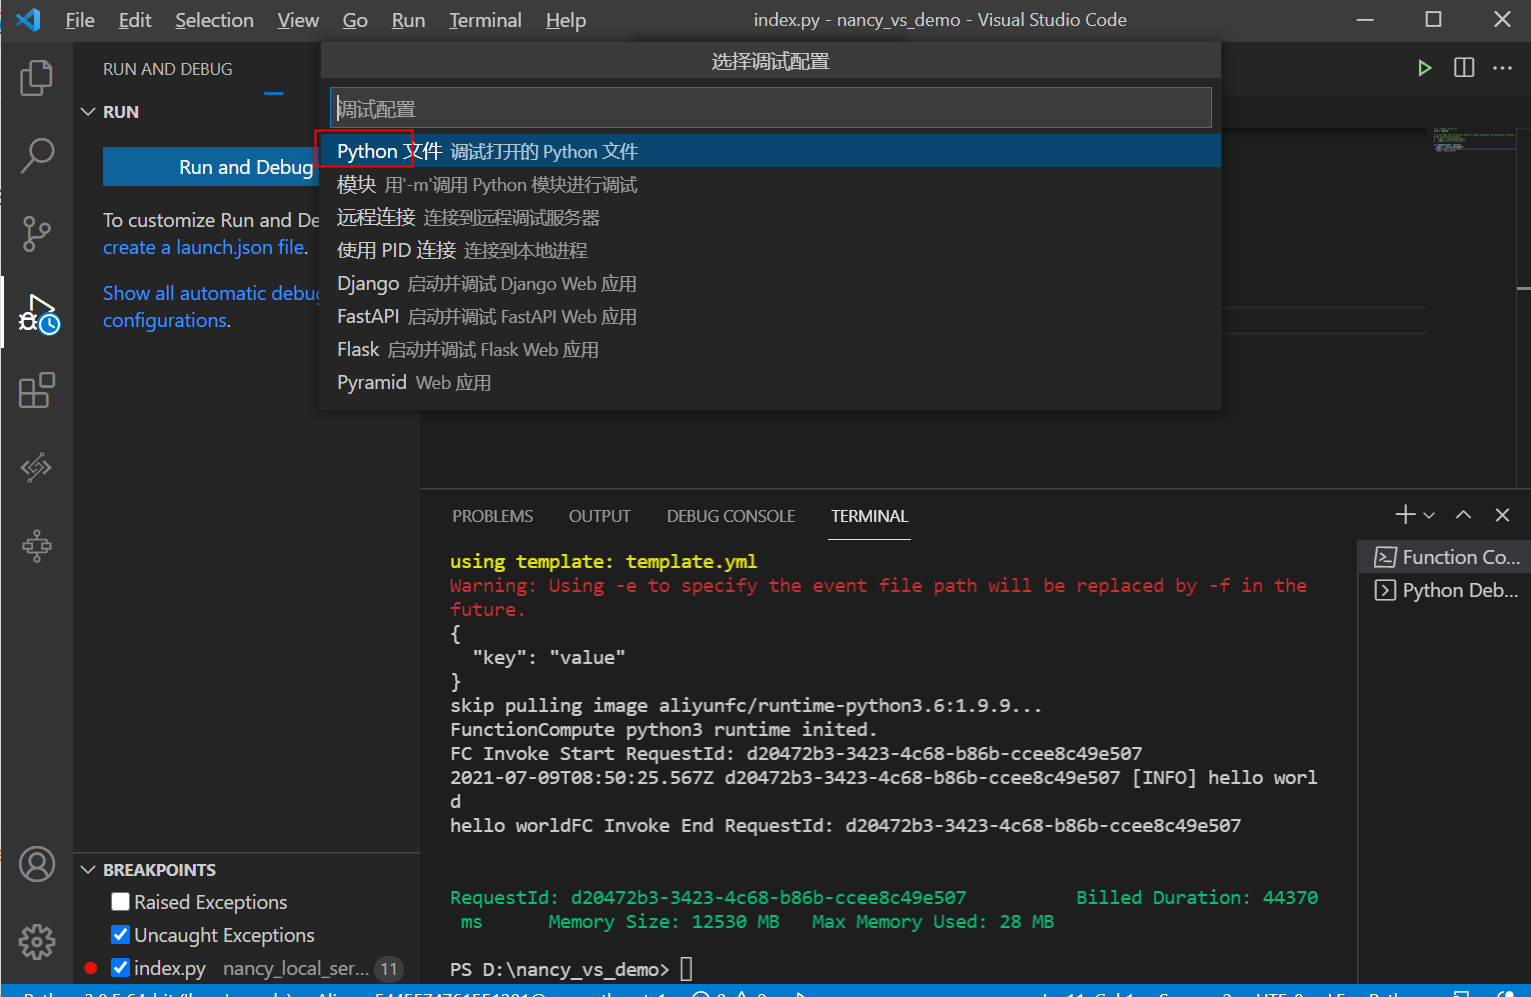 File Edit Selection View Go Run Terminal Help index.py - nancy_vs_demo - Visual Studio Code
RUN AND DEBUG
RUN
Run and Debug
To customize Run and De
create a launch.json file.
Show all automatic debug
configurations.
选择调试配置
调试配置
Python 文件 调试打开的 Python 文件
模块 用'-m'调用 Python 模块进行调试
远程连接 连接到远程调试服务器
使用 PID 连接 连接到本地进程
Django 启动并调试 Django Web 应用
FastAPI 启动并调试 FastAPI Web 应用
Flask 启动并调试 Flask Web 应用
Pyramid Web 应用
PROBLEMS OUTPUT DEBUG CONSOLE TERMINAL
using template: template.yml
Warning: Using -e to specify the event file path will be replaced by -f in the
future.
{
"key": "value"
}
skip pulling image aliyunfc/runtime-python3.6:1.9.9...
FunctionCompute python3 runtime inited.
FC Invoke Start RequestId: d20472b3-3423-4c68-b86b-ccee8c49e507
2021-07-09T08:50:25.567Z d20472b3-3423-4c68-b86b-ccee8c49e507 [INFO] hello worl
d
hello worldFC Invoke End RequestId: d20472b3-3423-4c68-b86b-ccee8c49e507
RequestId: d20472b3-3423-4c68-b86b-ccee8c49e507 Billed Duration: 44370
ms Memory Size: 12530 MB Max Memory Used: 28 MB
PS D:\nancy_vs_demo>
Function Co...
Python Deb...
BREAKPOINTS
Raised Exceptions
Uncaught Exceptions
index.py nancy_local_ser... 11